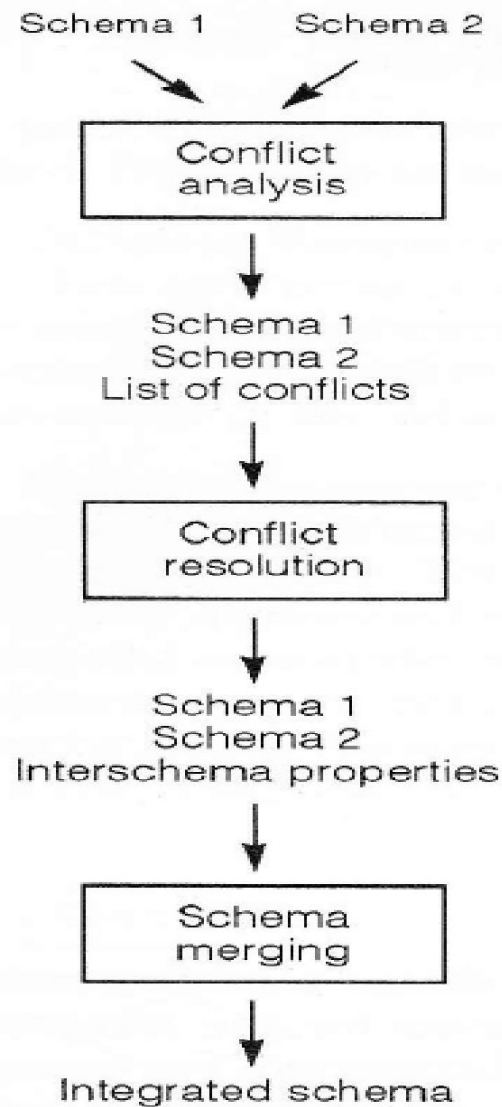 Schema 1 Schema 2
Conflict
analysis
Schema 1
Schema 2
List of conflicts
Conflict
resolution
Schema 1
Schema 2
Interschema properties
Schema
merging
Integrated schema